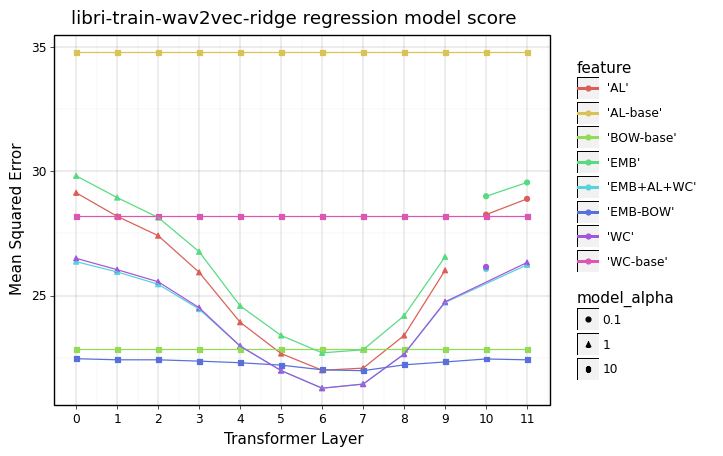 libri-train-wav2vec-ridge regression model score
Mean Squared Error
35
30
25
0 1 2 3 4 5 6 7 8 9 10 11
Transformer Layer
feature
'AL'
'AL-base'
'BOW-base'
'EMB'
'EMB+AL+WC'
'EMB-BOW'
'WC'
'WC-base'
model_alpha
0.1
1
10